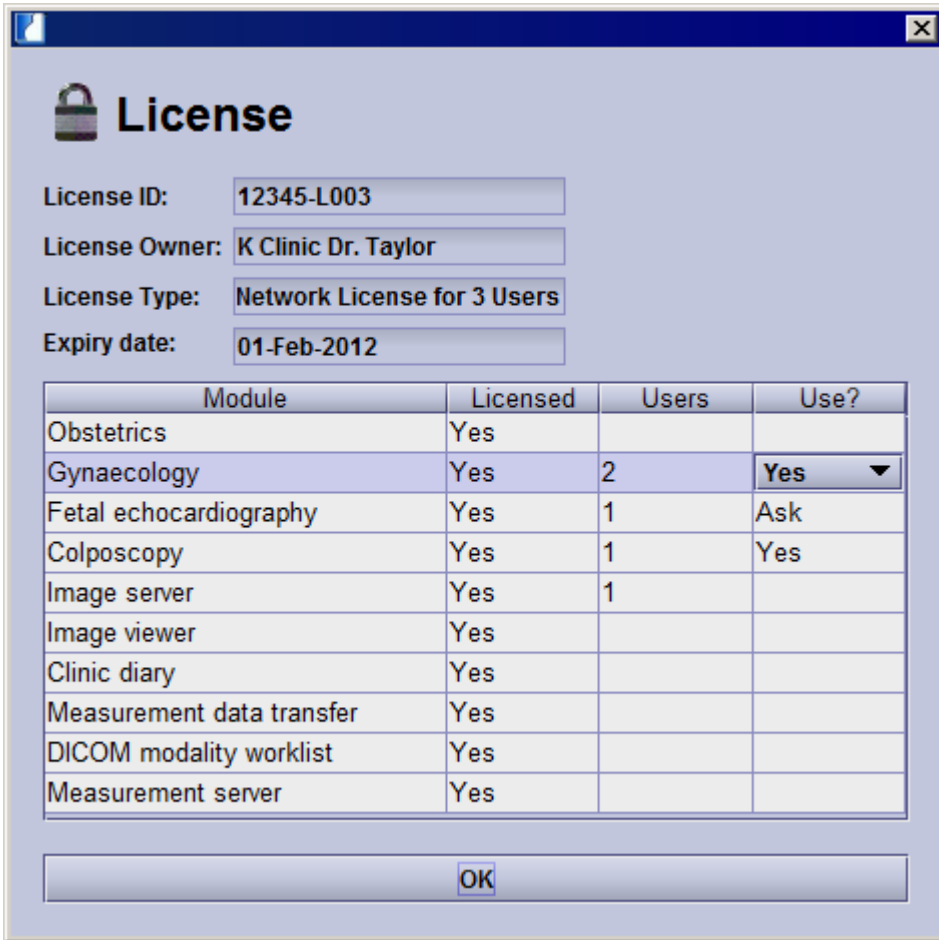 License
License ID: 12345-L003
License Owner: K Clinic Dr. Taylor
License Type: Network License for 3 Users
Expiry date: 01-Feb-2012
Module Licensed Users Use?
Obstetrics Yes
Gynaecology Yes 2 Yes
Fetal echocardiography Yes 1 Ask
Colposcopy Yes 1 Yes
Image server Yes 1
Image viewer Yes
Clinic diary Yes
Measurement data transfer Yes
DICOM modality worklist Yes
Measurement server Yes
OK